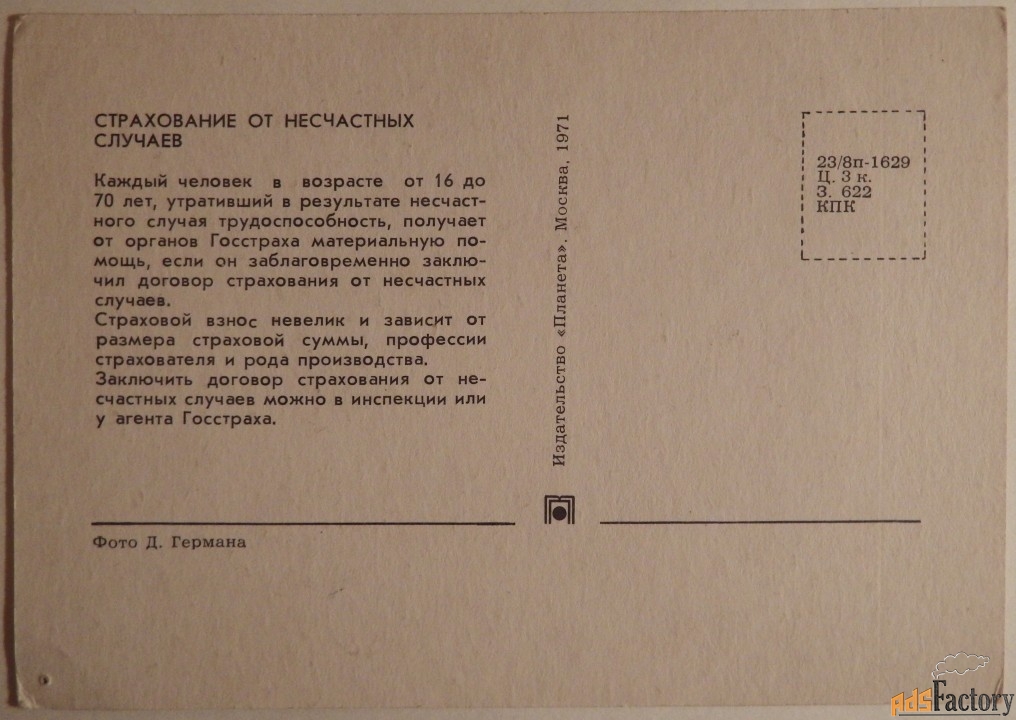 СТРАХОВАНИЕ ОТ НЕСЧАСТНЫХ
СЛУЧАЕВ
Каждый человек в возрасте от 16 до
70 лет, утративший в результате несчаст-
ного случая трудоспособность, получает
от органов Госстраха материальную по-
мощь, если он заблаговременно заклю-
чил договор страхования от несчастных
случаев.
Страховой взнос невелик и зависит от
размера страховой суммы, профессии
страхователя и рода производства.
Заключить договор страхования от не-
счастных случаев можно в инспекции или
у агента Госстраха.
Фото Д. Германа
Издательство «Планета». Москва, 1971
23/8п-1629
Ц. 3 к.
З. 622
КПК
AdsFactory